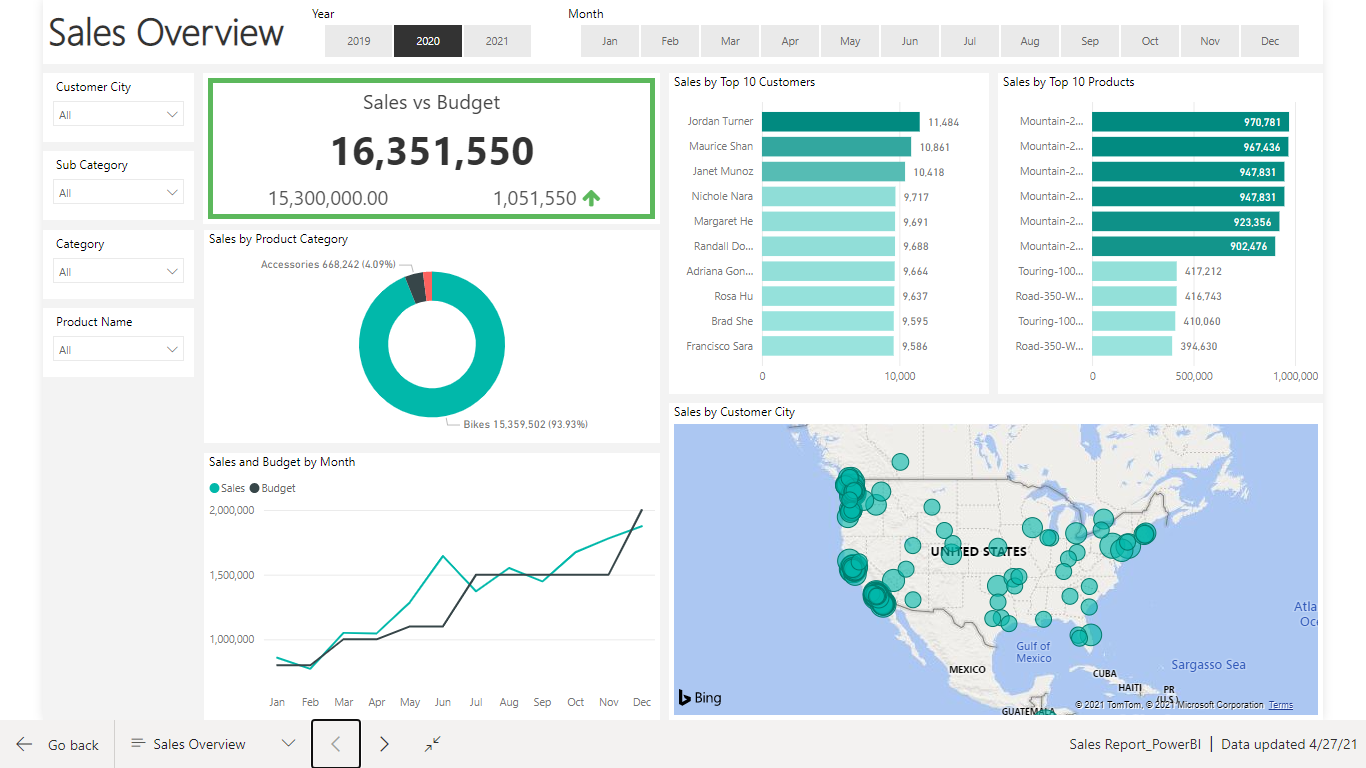 Sales Overview
Year
2019 2020 2021
Month
Jan Feb Mar Apr May Jun Jul Aug Sep Oct Nov Dec
Customer City
All
Sub Category
All
Category
All
Product Name
All
Sales vs Budget
16,351,550
15,300,000.00 1,051,550
Sales by Product Category
Accessories 668,242 (4.09%)
Bikes 15,359,502 (93.93%)
Sales and Budget by Month
Sales Budget
2,000,000
1,500,000
1,000,000
Jan Feb Mar Apr May Jun Jul Aug Sep Oct Nov Dec
Sales by Top 10 Customers
Jordan Turner 11,484
Maurice Shan 10,861
Janet Munoz 10,418
Nichole Nara 9,717
Margaret He 9,691
Randall Do... 9,688
Adriana Gon... 9,664
Rosa Hu 9,637
Brad She 9,595
Francisco Sara 9,586
0 10,000
Sales by Top 10 Products
Mountain-2... 970,781
Mountain-2... 967,436
Mountain-2... 947,831
Mountain-2... 947,831
Mountain-2... 923,356
Mountain-2... 902,476
Touring-100... 417,212
Road-350-W... 416,743
Touring-100... 410,060
Road-350-W... 394,630
0 500,000 1,000,000
Sales by Customer City
UNITED STATES
Atla
Oc
Gulf of
Mexico
Sargasso Sea
MEXICO
CUBA
HAITI
PR
(U.S.)
GUATEMALA
Bing
© 2021 TomTom, © 2021 Microsoft Corporation Terms
Go back
Sales Overview
Sales Report_PowerBI | Data updated 4/27/21